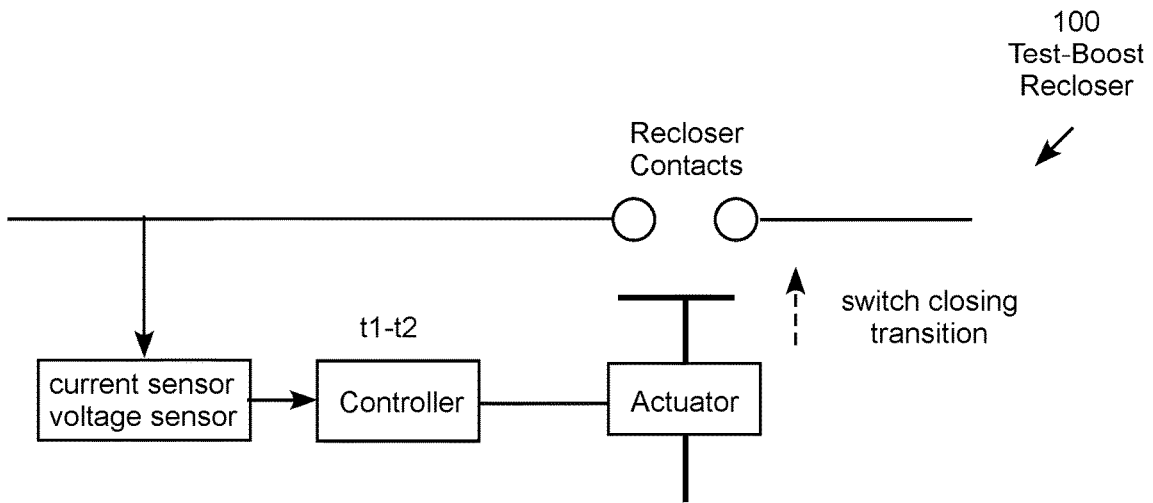 100
Test-Boost
Recloser
Recloser
Contacts
switch closing
transition
t1-t2
current sensor
voltage sensor
Controller
Actuator